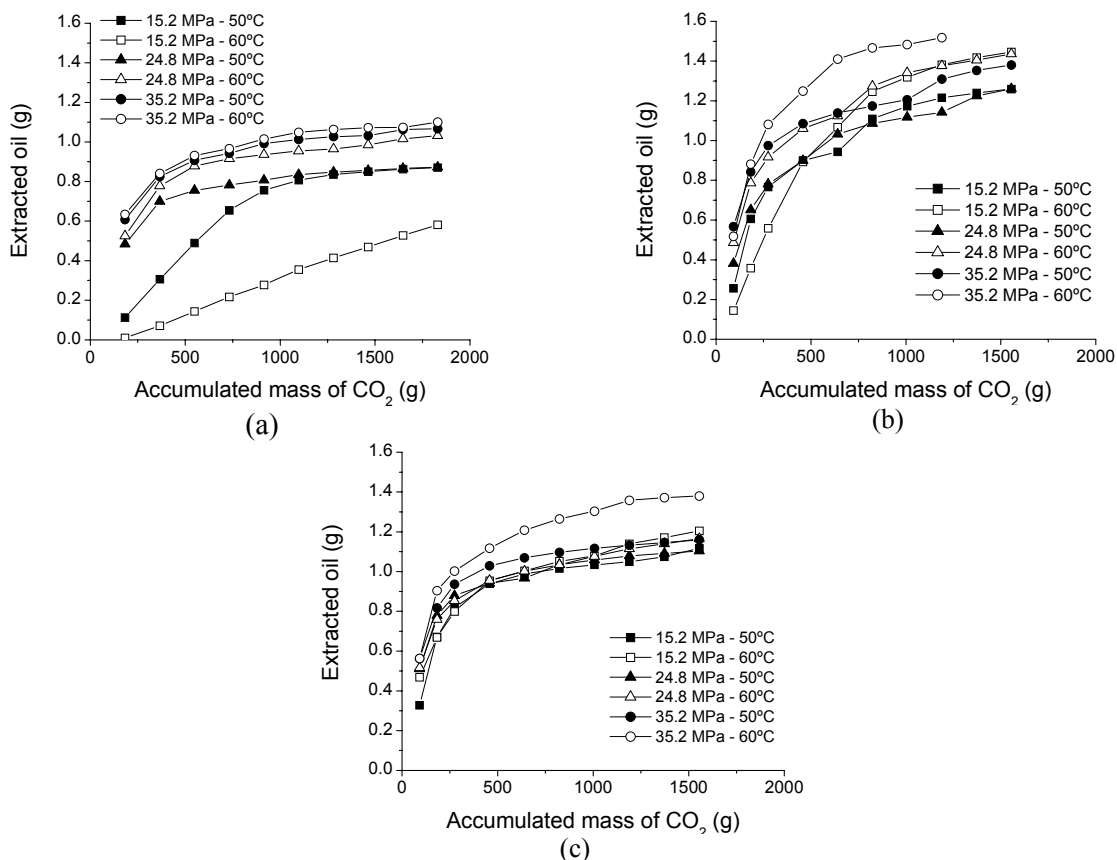 15.2 MPa - 50ºC
15.2 MPa - 60ºC
24.8 MPa - 50ºC
24.8 MPa - 60ºC
35.2 MPa - 50ºC
35.2 MPa - 60ºC
1.6
1.4
1.2
1.0
0.8
0.6
0.4
0.2
0.0
Extracted oil (g)
0
500
1000
1500
2000
Accumulated mass of CO2 (g)
(a)
1.6
1.4
1.2
1.0
0.8
0.6
0.4
0.2
0.0
Extracted oil (g)
15.2 MPa - 50ºC
15.2 MPa - 60ºC
24.8 MPa - 50ºC
24.8 MPa - 60ºC
35.2 MPa - 50ºC
35.2 MPa - 60ºC
0
500
1000
1500
2000
Accumulated mass of CO2 (g)
(b)
1.6
1.4
1.2
1.0
0.8
0.6
0.4
0.2
0.0
Extracted oil (g)
15.2 MPa - 50ºC
15.2 MPa - 60ºC
24.8 MPa - 50ºC
24.8 MPa - 60ºC
35.2 MPa - 50ºC
35.2 MPa - 60ºC
0
500
1000
1500
2000
Accumulated mass of CO2 (g)
(c)